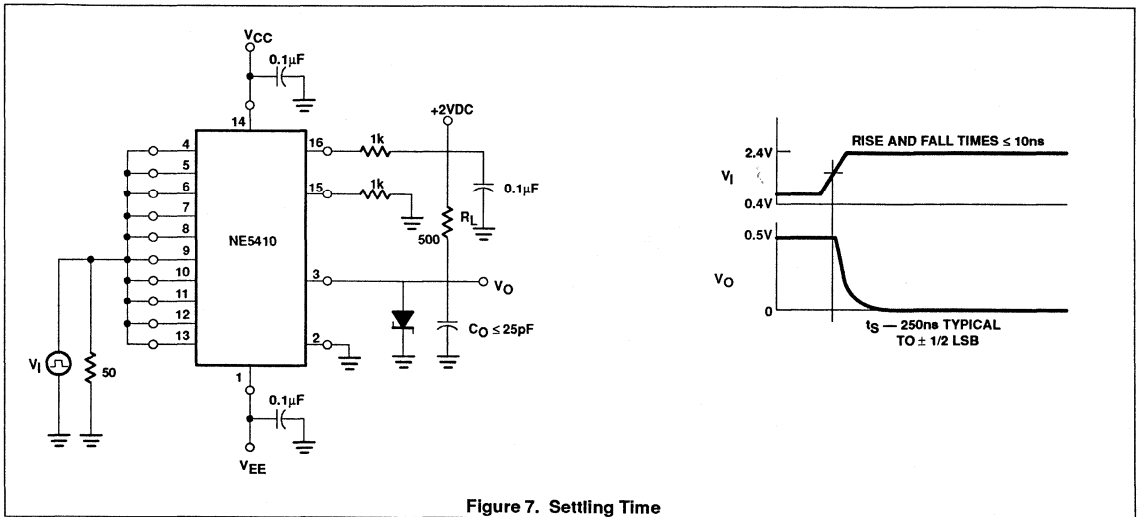 VCC
0.1µF
14
+2VDC
4
5
6
7
8
9
10
11
12
13
NE5410
16
1k
15
1k
0.1µF
RL
500
3
VO
CO ≤ 25pF
2
VI
50
1
0.1µF
VEE
RISE AND FALL TIMES ≤ 10ns
2.4V
VI
0.4V
0.5V
VO
0
tS — 250ns TYPICAL
TO ± 1/2 LSB
Figure 7. Settling Time